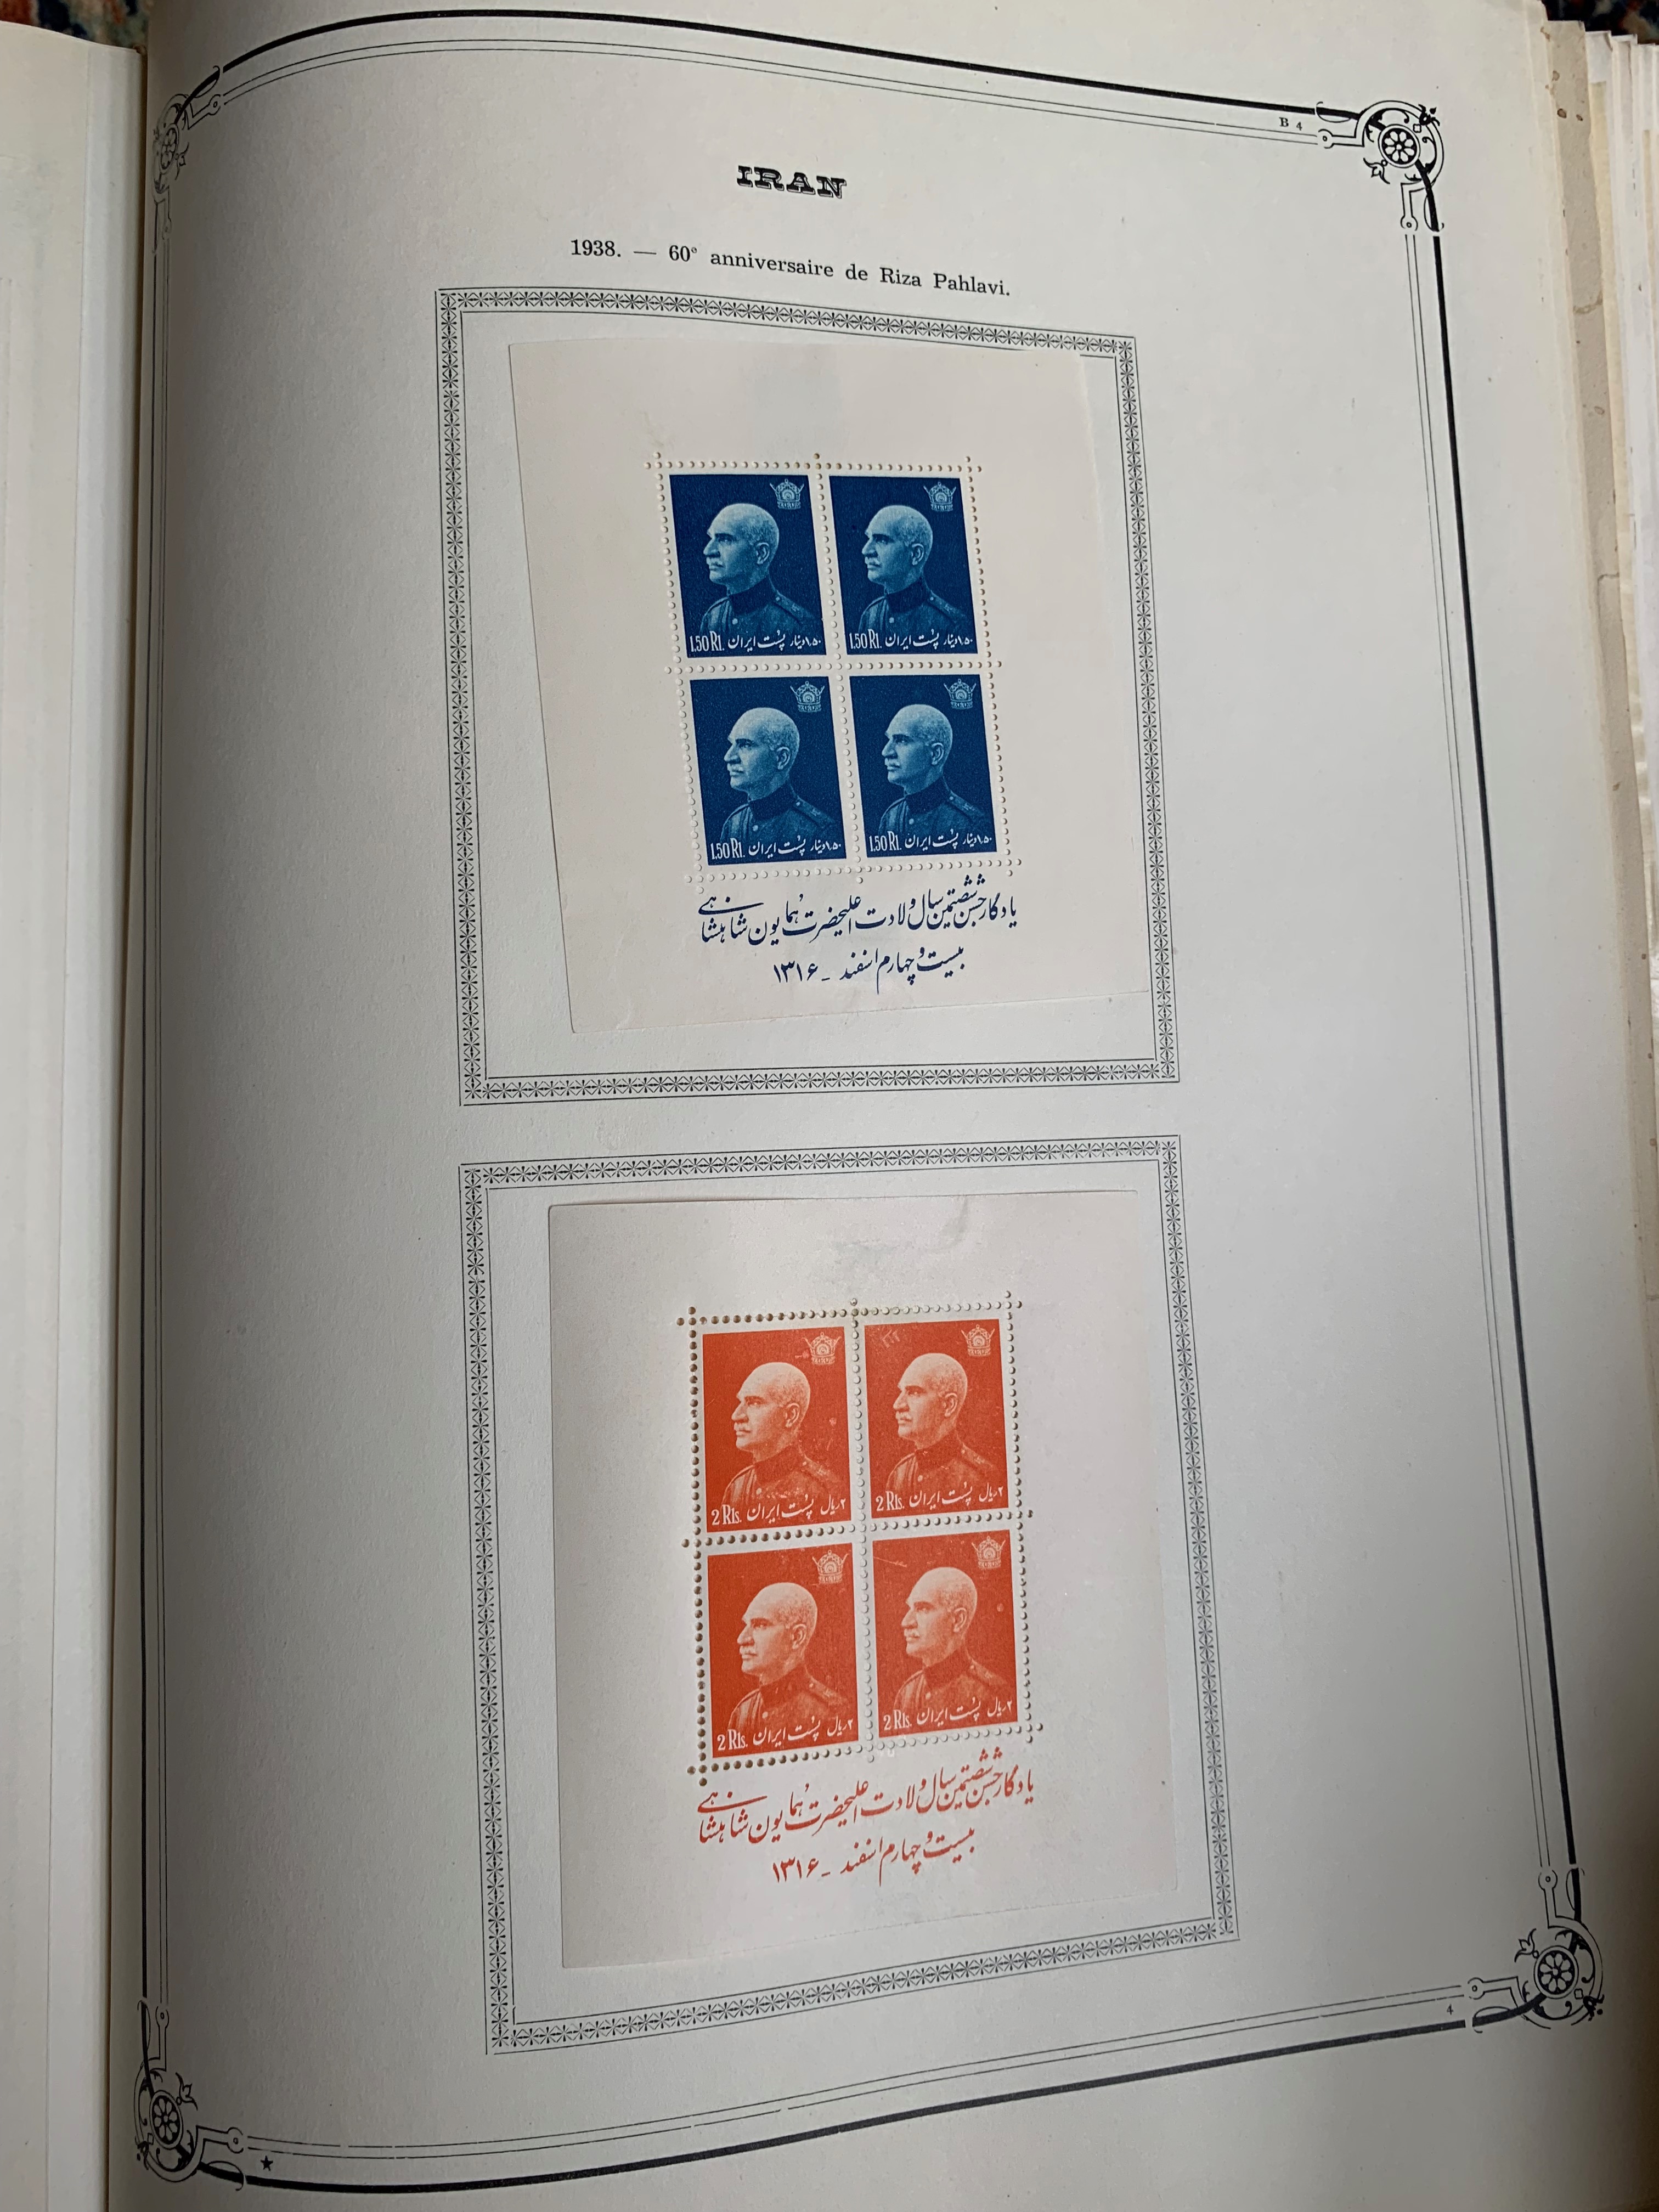 B 4
IRAN
1938. — 60e anniversaire de Riza Pahlavi.
1.50 Rl. پست ایران ۱.۵۰ دینار
1.50 Rl. پست ایران ۱.۵۰ دینار
1.50 Rl. پست ایران ۱.۵۰ دینار
1.50 Rl. پست ایران ۱.۵۰ دینار
یادگار جشن شصتمین سال ولادت اعلیحضرت همایون شاهنشاهی
بیست و چهارم اسفند - ۱۳۱۶
2 Rls. پست ایران ۲ ریال
2 Rls. پست ایران ۲ ریال
2 Rls. پست ایران ۲ ریال
2 Rls. پست ایران ۲ ریال
یادگار جشن شصتمین سال ولادت اعلیحضرت همایون شاهنشاهی
بیست و چهارم اسفند - ۱۳۱۶
4